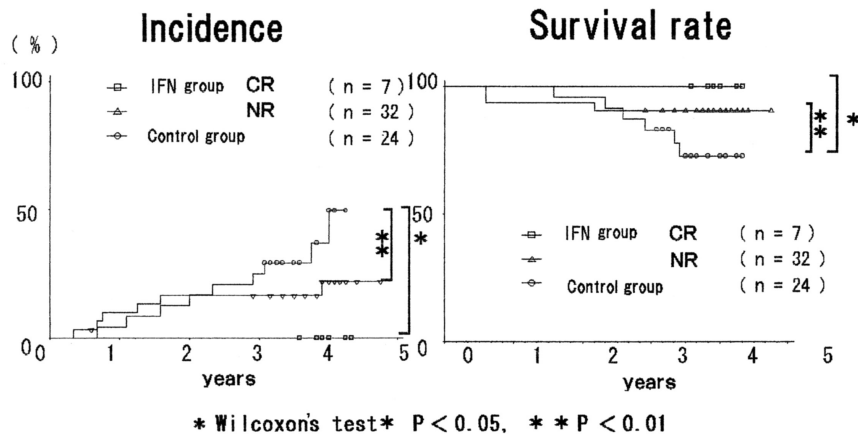 Incidence
( % )
100
IFN group CR ( n = 7 )
NR ( n = 32 )
Control group ( n = 24 )
50
* *
*
0
0 1 2 3 4 5
years
Survival rate
100
* *
*
50
IFN group CR ( n = 7 )
NR ( n = 32 )
Control group ( n = 24 )
0
0 1 2 3 4 5
years
* Wilcoxon's test* P < 0.05, * * P < 0.01